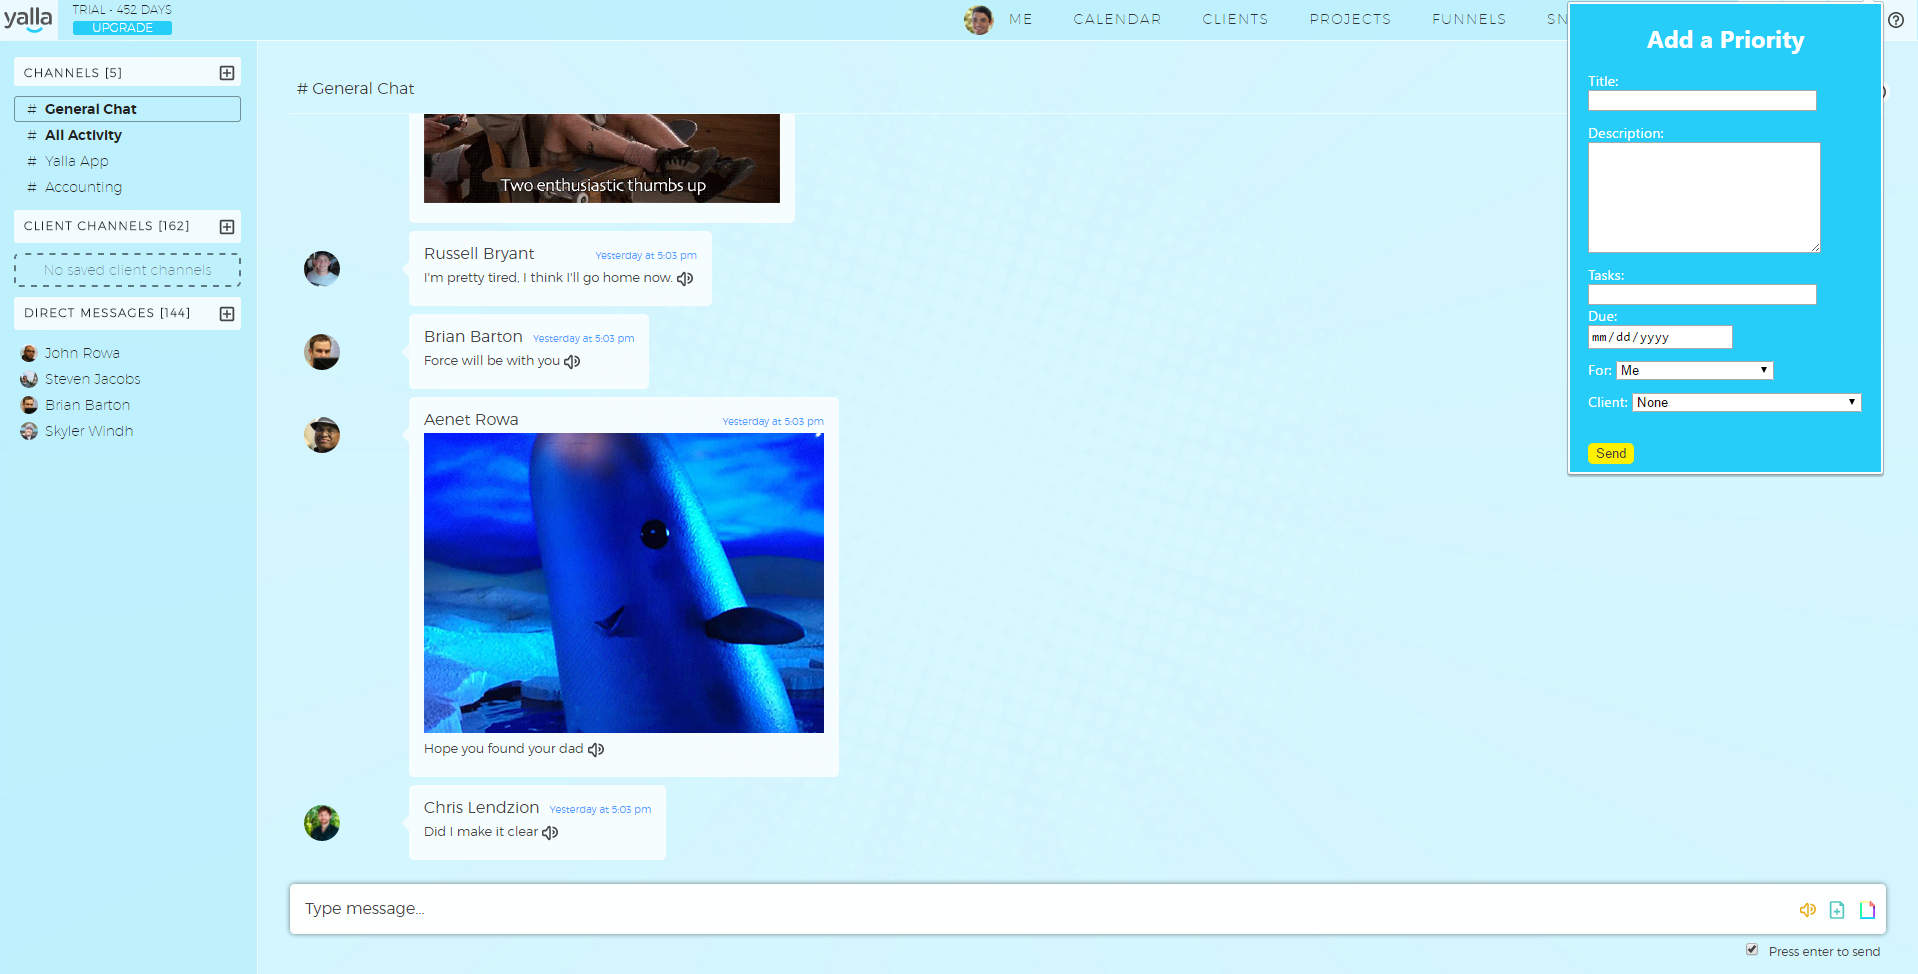 yalla
TRIAL - 452 DAYS
UPGRADE
ME
CALENDAR
CLIENTS
PROJECTS
FUNNELS
SN
CHANNELS [5]
# General Chat
# All Activity
# Yalla App
# Accounting
CLIENT CHANNELS [162]
No saved client channels
DIRECT MESSAGES [144]
John Rowa
Steven Jacobs
Brian Barton
Skyler Windh
# General Chat
Two enthusiastic thumbs up
Russell Bryant Yesterday at 5:03 pm
I'm pretty tired, I think I'll go home now.
Brian Barton Yesterday at 5:03 pm
Force will be with you
Aenet Rowa Yesterday at 5:03 pm
Hope you found your dad
Chris Lendzion Yesterday at 5:03 pm
Did I make it clear
Type message...
Press enter to send
Add a Priority
Title:
Description:
Tasks:
Due:
mm/dd/yyyy
For: Me
Client: None
Send